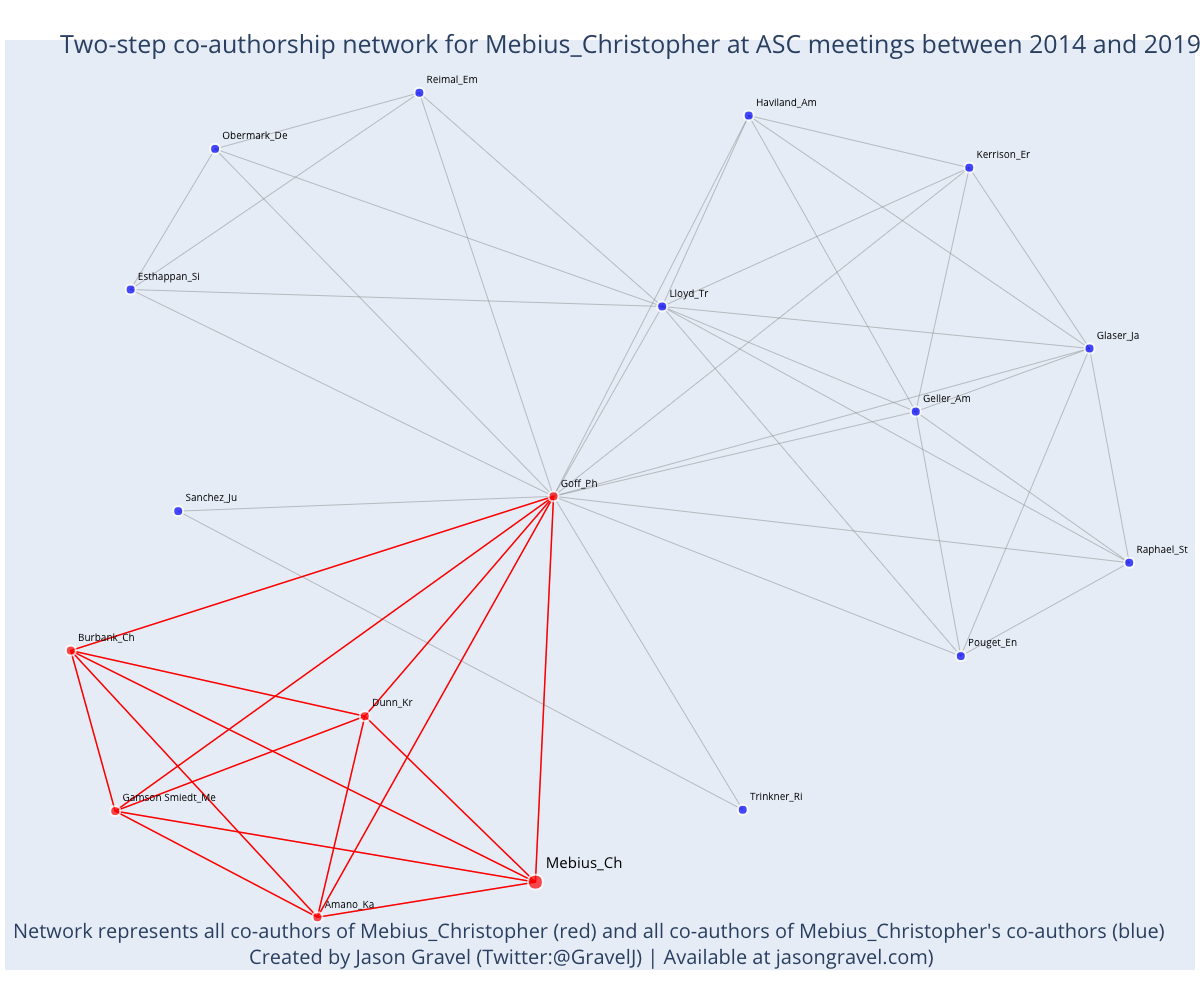 Two-step co-authorship network for Mebius_Christopher at ASC meetings between 2014 and 2019
Reimal_Em
Haviland_Am
Obermark_De
Kerrison_Er
Esthappan_Si
Lloyd_Tr
Glaser_Ja
Geller_Am
Goff_Ph
Sanchez_Ju
Raphael_St
Burbank_Ch
Pouget_En
Dunn_Kr
Gamson Smiedt_Me
Trinkner_Ri
Mebius_Ch
Amano_Ka
Network represents all co-authors of Mebius_Christopher (red) and all co-authors of Mebius_Christopher's co-authors (blue)
Created by Jason Gravel (Twitter:@GravelJ) | Available at jasongravel.com)